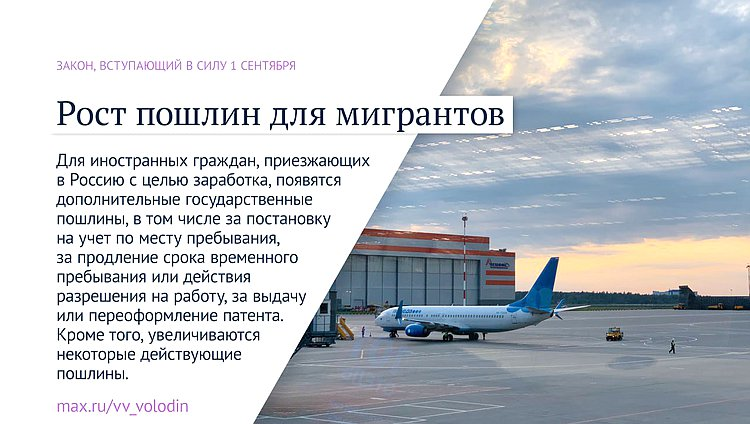 ЗАКОН, ВСТУПАЮЩИЙ В СИЛУ 1 СЕНТЯБРЯ
Рост пошлин для мигрантов
Для иностранных граждан, приезжающих
в Россию с целью заработка, появятся
дополнительные государственные
пошлины, в том числе за постановку
на учет по месту пребывания,
за продление срока временного
пребывания или действия
разрешения на работу, за выдачу
или переоформление патента.
Кроме того, увеличиваются
некоторые действующие
пошлины.
max.ru/vv_volodin